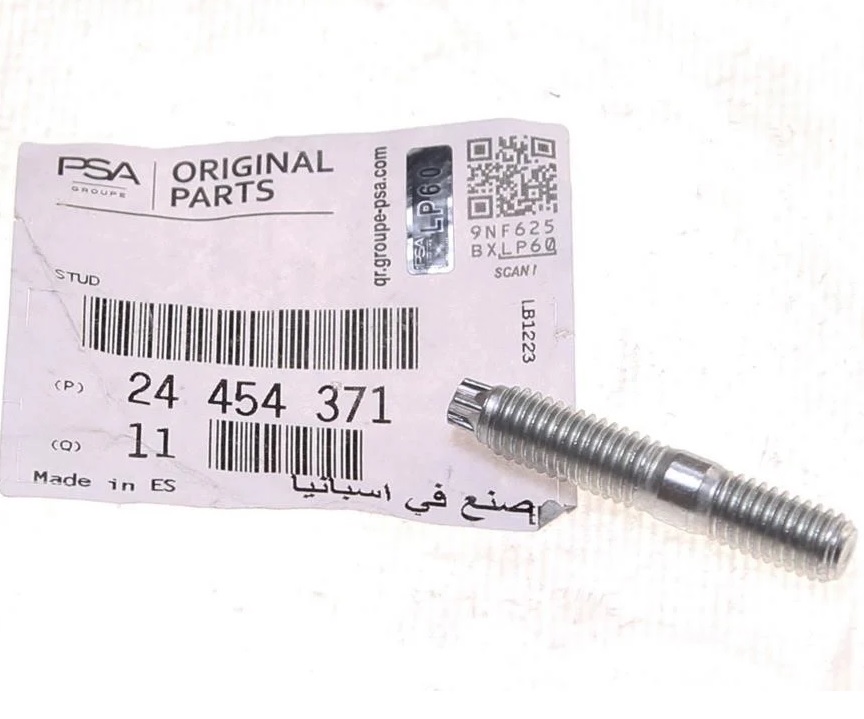 PSA
GROUPE
ORIGINAL
PARTS
qr.groupe-psa.com
PSA
LP60
9NF625
BXLP60
SCAN!
LB1223
STUD
(P) 24 454 371
(Q) 11
Made in ES
صنع في اسبانيا